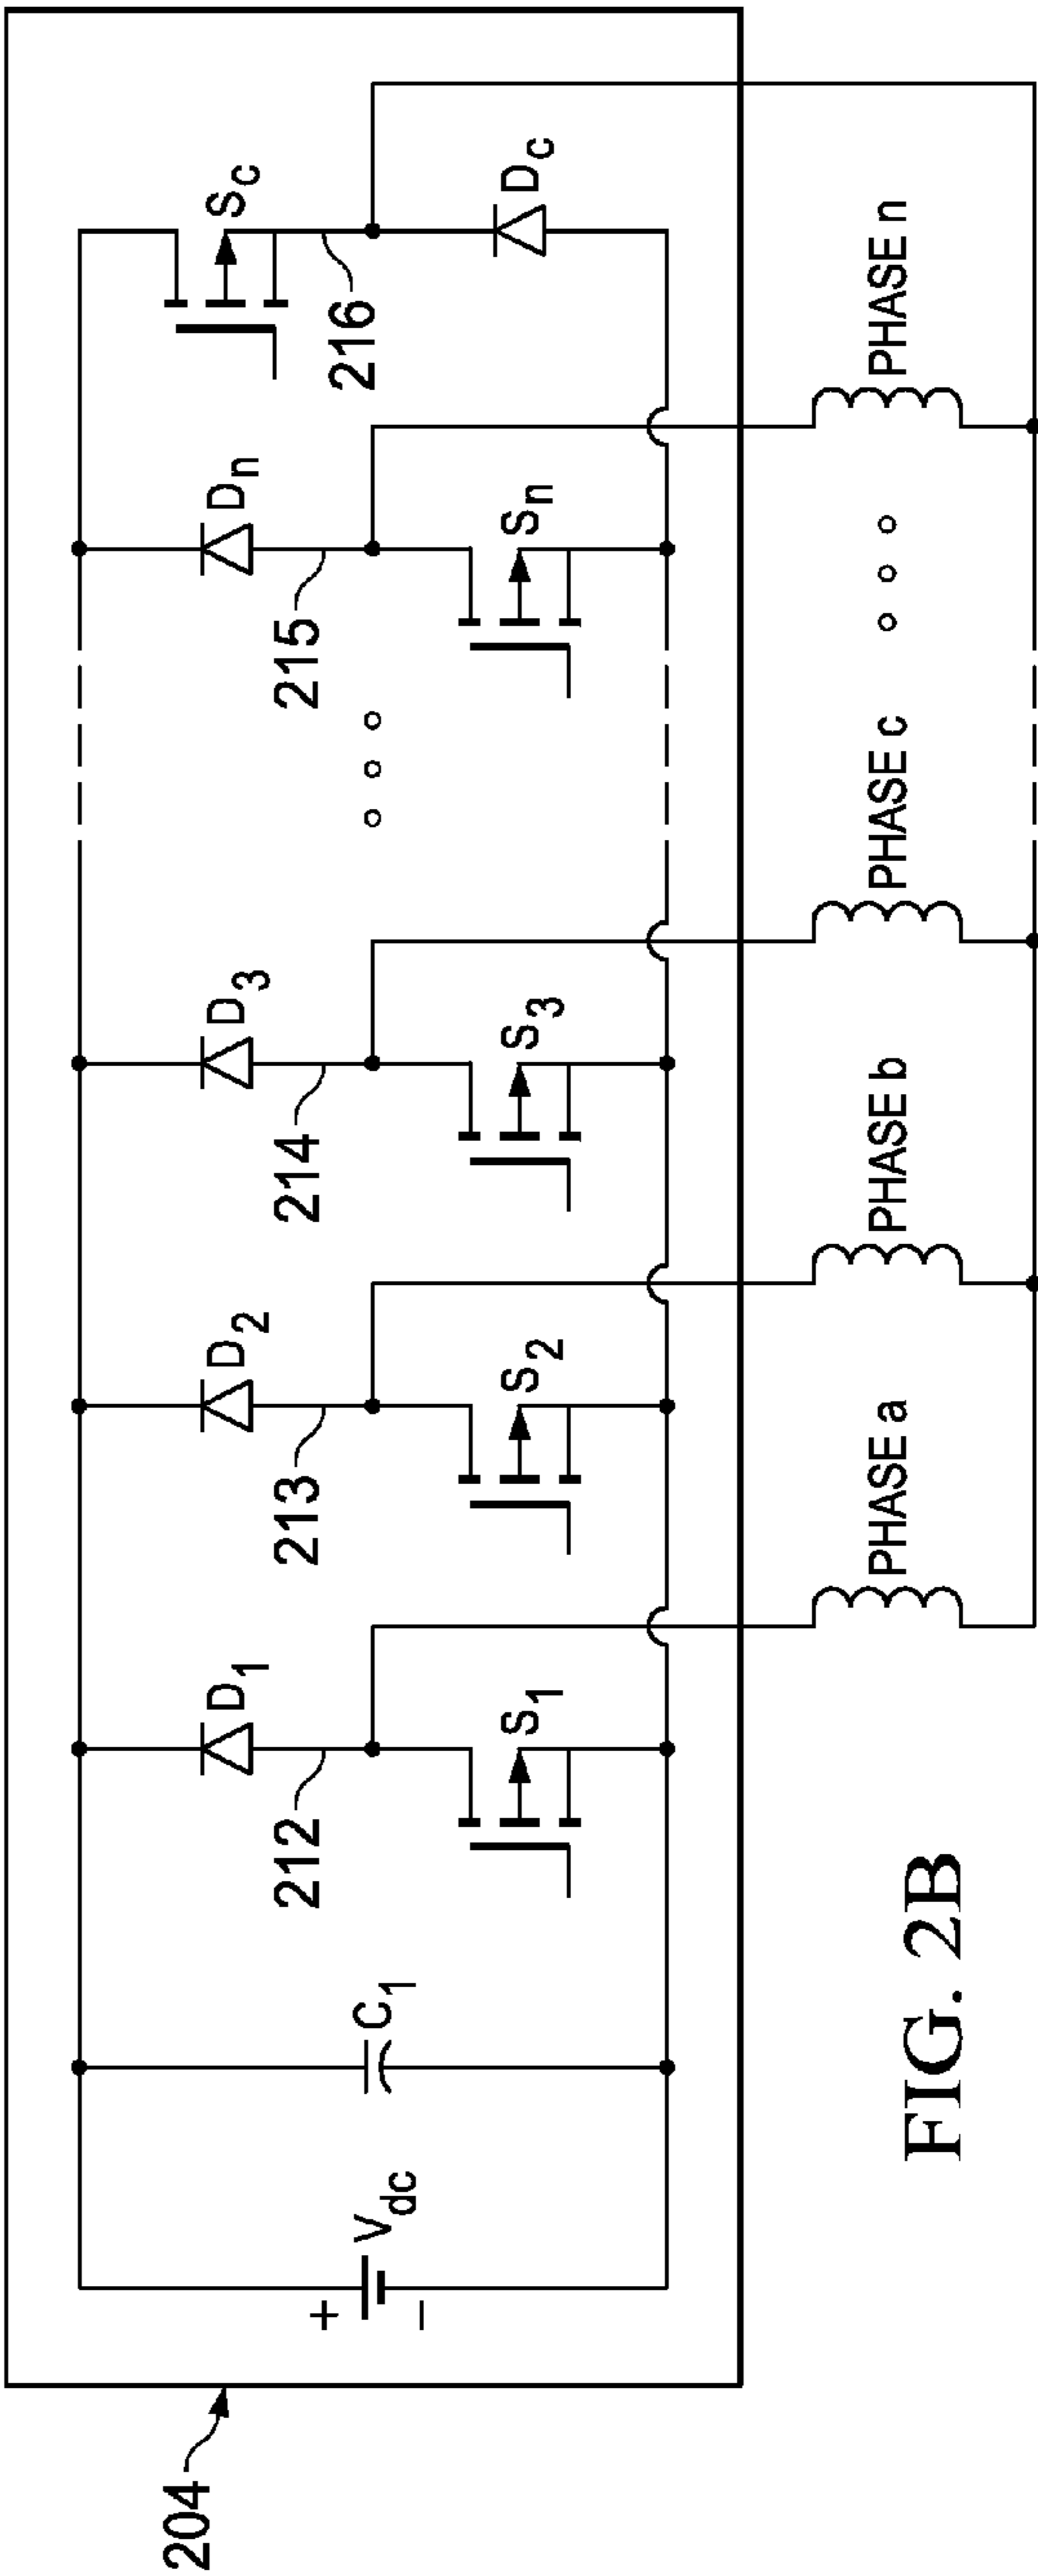 204
+
−
V_dc
C_1
D_1
212
S_1
D_2
213
S_2
D_3
214
S_3
D_n
215
S_n
S_c
216
D_c
PHASE a
PHASE b
PHASE c
PHASE n
FIG. 2B